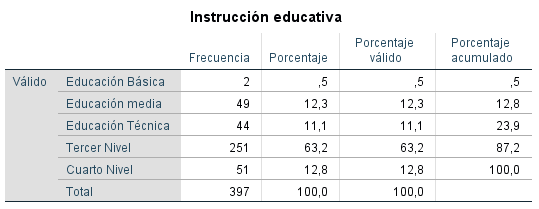 Instrucción educativa
Frecuencia Porcentaje Porcentaje válido Porcentaje acumulado
Válido Educación Básica 2 ,5 ,5 ,5
Educación media 49 12,3 12,3 12,8
Educación Técnica 44 11,1 11,1 23,9
Tercer Nivel 251 63,2 63,2 87,2
Cuarto Nivel 51 12,8 12,8 100,0
Total 397 100,0 100,0